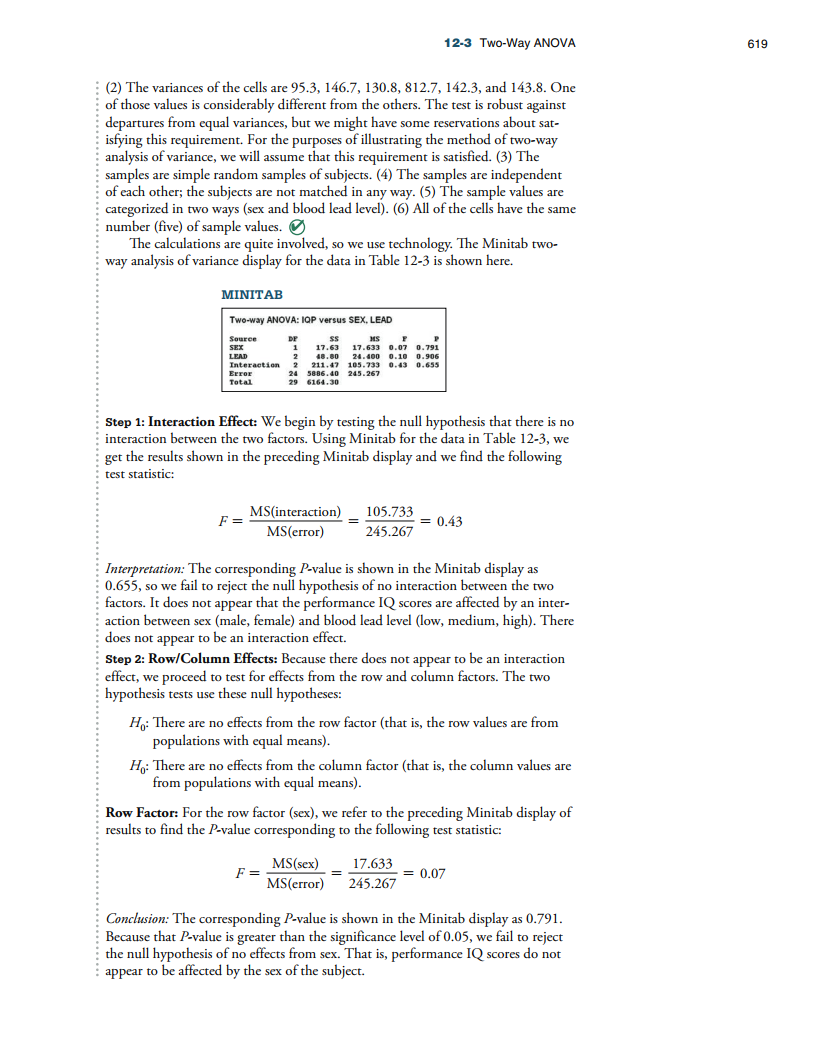 12-3 Two-Way ANOVA 619
(2) The variances of the cells are 95.3, 146.7, 130.8, 812.7, 142.3, and 143.8. One
of those values is considerably different from the others. The test is robust against
departures from equal variances, but we might have some reservations about sat-
isfying this requirement. For the purposes of illustrating the method of two-way
analysis of variance, we will assume that this requirement is satisfied. (3) The
samples are simple random samples of subjects. (4) The samples are independent
of each other; the subjects are not matched in any way. (5) The sample values are
categorized in two ways (sex and blood lead level). (6) All of the cells have the same
number (five) of sample values.
The calculations are quite involved, so we use technology. The Minitab two-
way analysis of variance display for the data in Table 12-3 is shown here.
MINITAB
Two-way ANOVA: IQP versus SEX, LEAD
Source DF SS MS F P
SEX 1 17.63 17.633 0.07 0.791
LEAD 2 48.80 24.400 0.10 0.906
Interaction 2 211.47 105.733 0.43 0.655
Error 24 5886.40 245.267
Total 29 6164.30
Step 1: Interaction Effect: We begin by testing the null hypothesis that there is no
interaction between the two factors. Using Minitab for the data in Table 12-3, we
get the results shown in the preceding Minitab display and we find the following
test statistic:
F = MS(interaction) / MS(error) = 105.733 / 245.267 = 0.43
Interpretation: The corresponding P-value is shown in the Minitab display as
0.655, so we fail to reject the null hypothesis of no interaction between the two
factors. It does not appear that the performance IQ scores are affected by an inter-
action between sex (male, female) and blood lead level (low, medium, high). There
does not appear to be an interaction effect.
Step 2: Row/Column Effects: Because there does not appear to be an interaction
effect, we proceed to test for effects from the row and column factors. The two
hypothesis tests use these null hypotheses:
H₀: There are no effects from the row factor (that is, the row values are from
populations with equal means).
H₀: There are no effects from the column factor (that is, the column values are
from populations with equal means).
Row Factor: For the row factor (sex), we refer to the preceding Minitab display of
results to find the P-value corresponding to the following test statistic:
F = MS(sex) / MS(error) = 17.633 / 245.267 = 0.07
Conclusion: The corresponding P-value is shown in the Minitab display as 0.791.
Because that P-value is greater than the significance level of 0.05, we fail to reject
the null hypothesis of no effects from sex. That is, performance IQ scores do not
appear to be affected by the sex of the subject.